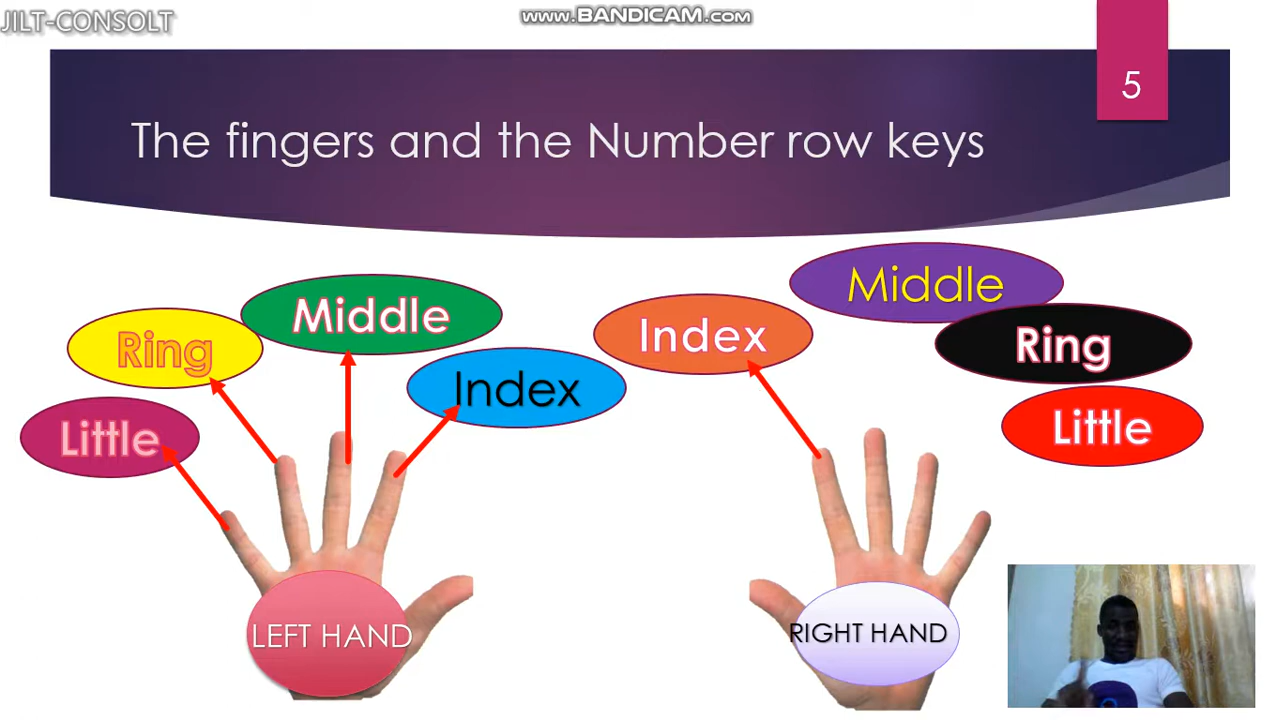 JILT-CONSOLT
www.BANDICAM.com
5
The fingers and the Number row keys
Middle
Middle
Index
Ring
Ring
Index
Little
Little
LEFT HAND
RIGHT HAND